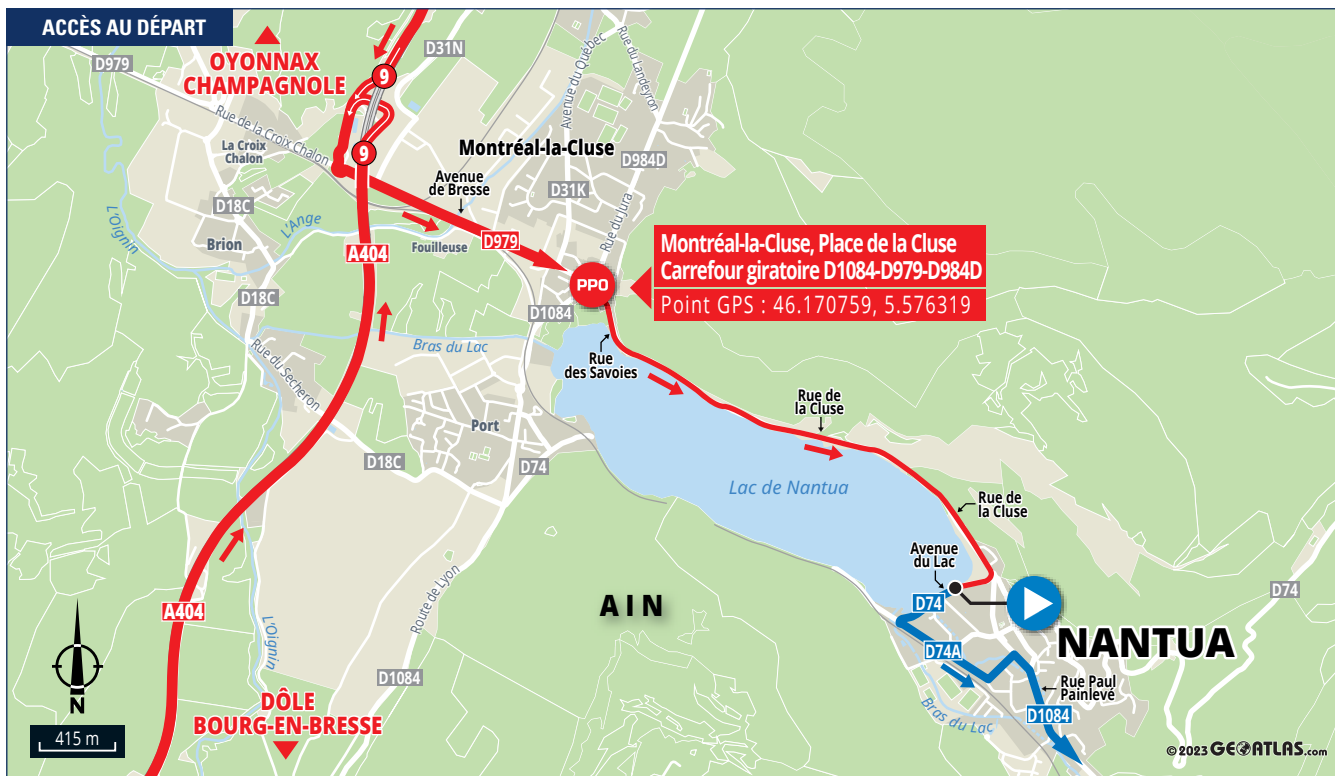 ACCÈS AU DÉPART
OYONNAX
CHAMPAGNOLE
D979
D31N
Avenue du Québec
Rue du Landeyron
9
9
Rue de la Croix Chalon
La Croix
Chalon
Montréal-la-Cluse
D984D
Avenue
de Bresse
D31K
D18C
L'Oignin
L'Ange
Brion
Fouilleuse
A404
D979
Rue du Jura
Montréal-la-Cluse, Place de la Cluse
Carrefour giratoire D1084-D979-D984D
Point GPS : 46.170759, 5.576319
PPO
D18C
D1084
Bras du Lac
Rue du Secheron
Rue
des Savoies
Rue de
la Cluse
Port
D18C
D74
Lac de Nantua
Rue de
la Cluse
Avenue
du Lac
A404
L'Oignin
Route de Lyon
AIN
D74
D74
NANTUA
D74A
Rue Paul
Painlevé
D1084
Bras du Lac
D1084
N
415 m
DÔLE
BOURG-EN-BRESSE
© 2023 GEOATLAS.com